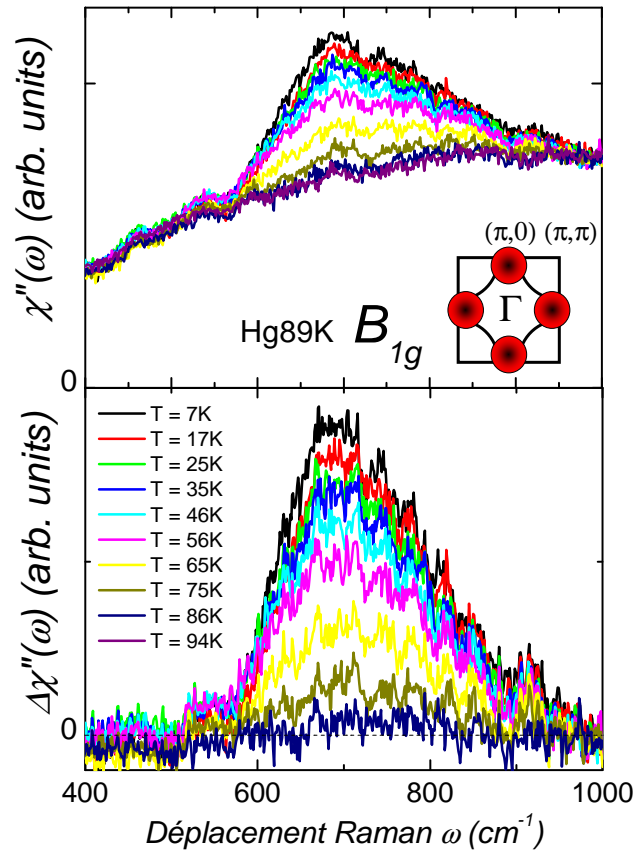 χ''(ω) (arb. units)
(π,0) (π,π)
Γ
Hg89K B1g
0
Δχ''(ω) (arb. units)
T = 7K
T = 17K
T = 25K
T = 35K
T = 46K
T = 56K
T = 65K
T = 75K
T = 86K
T = 94K
0
400 600 800 1000
Déplacement Raman ω (cm-1)